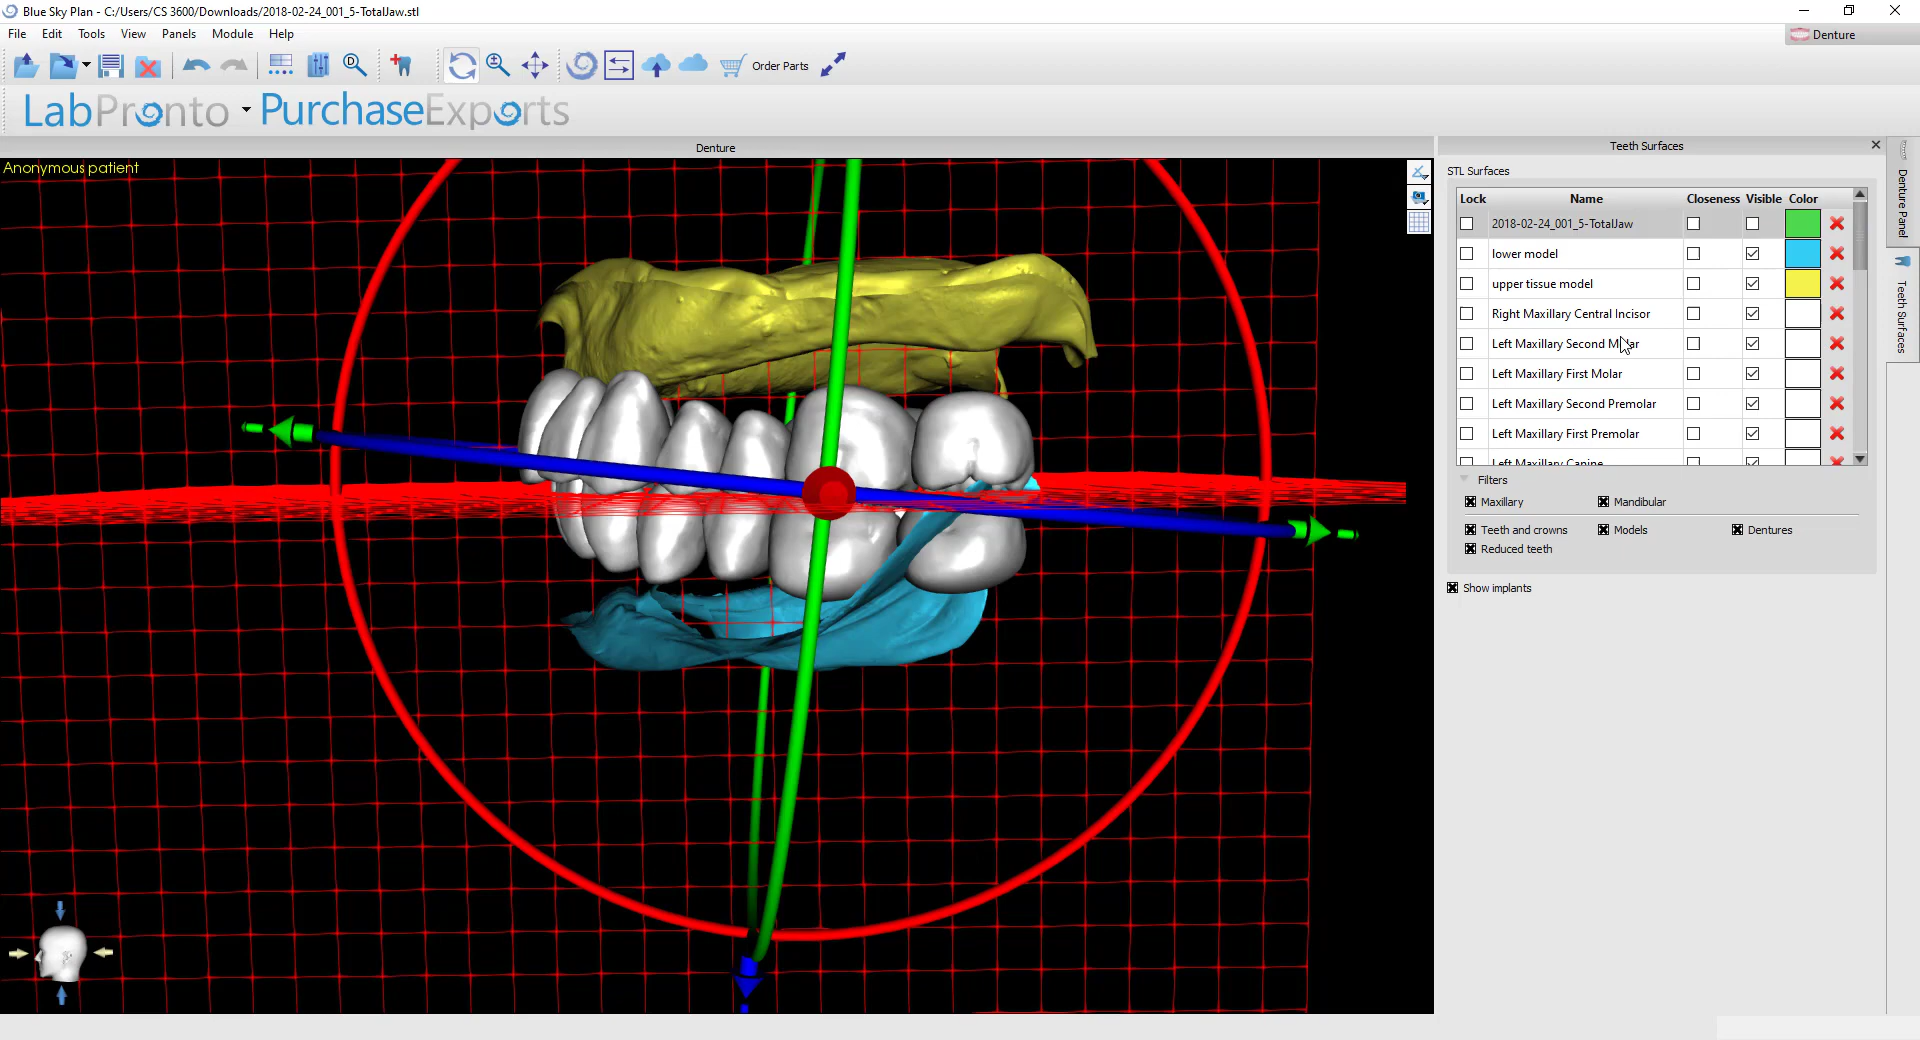 Blue Sky Plan - C:/Users/CS 3600/Downloads/2018-02-24_001_5-TotalJaw.stl
File Edit Tools View Panels Module Help
Denture
D
Order Parts
LabPronto PurchaseExports
Denture
Teeth Surfaces
Anonymous patient
STL Surfaces
Lock Name Closeness Visible Color
2018-02-24_001_5-TotalJaw
lower model
upper tissue model
Right Maxillary Central Incisor
Left Maxillary Second Molar
Left Maxillary First Molar
Left Maxillary Second Premolar
Left Maxillary First Premolar
Left Maxillary Canine
Filters
Maxillary Mandibular
Teeth and crowns Models Dentures
Reduced teeth
Show implants
Denture Panel
Teeth Surfaces